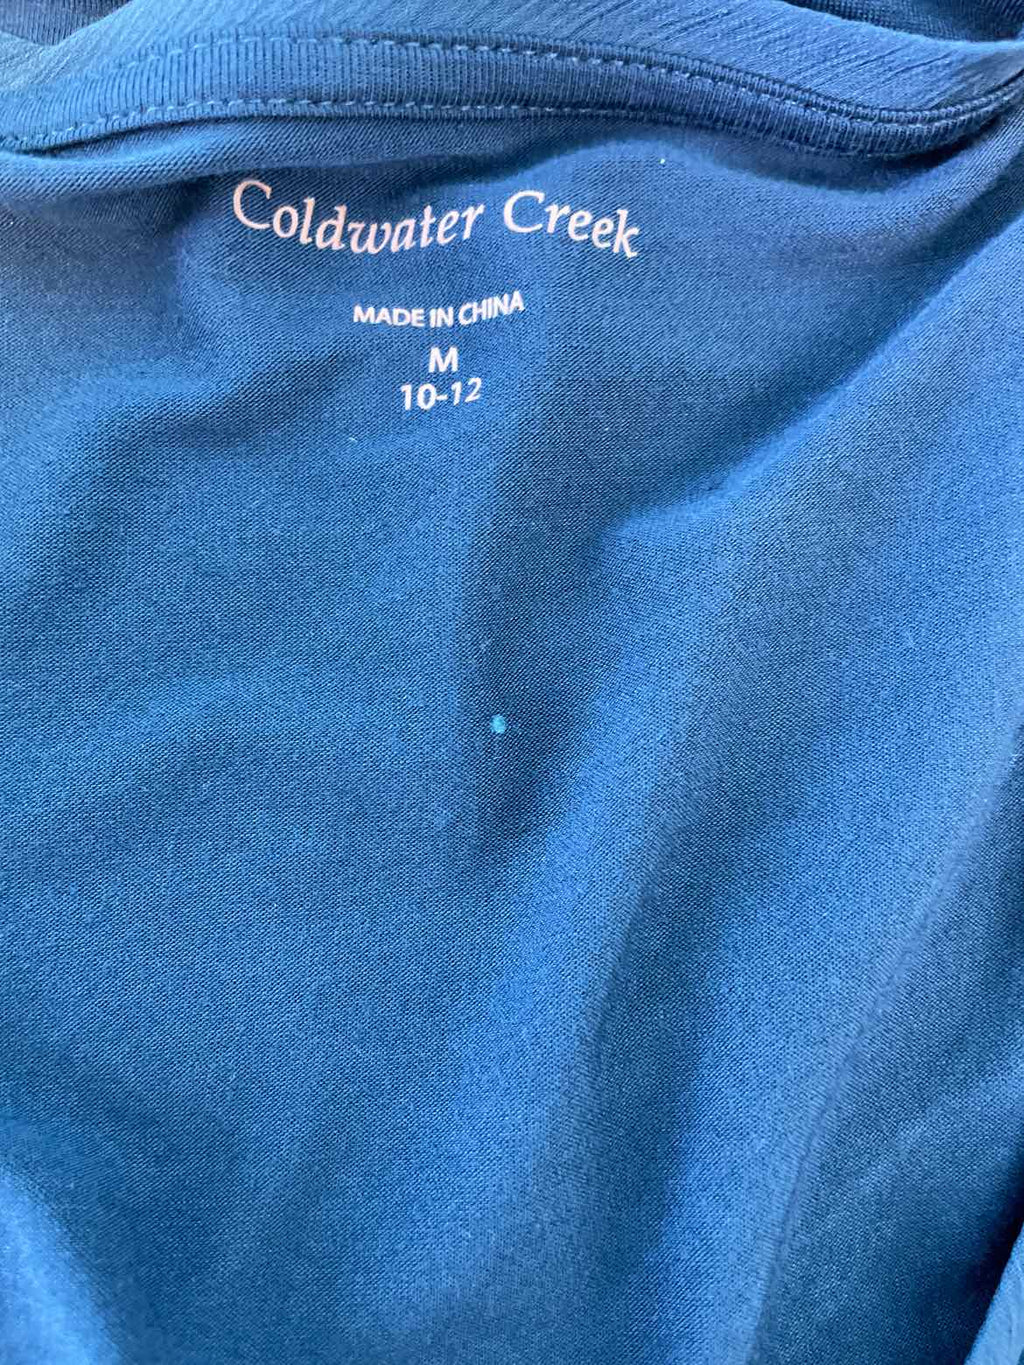 Coldwater Creek
MADE IN CHINA
M
10-12